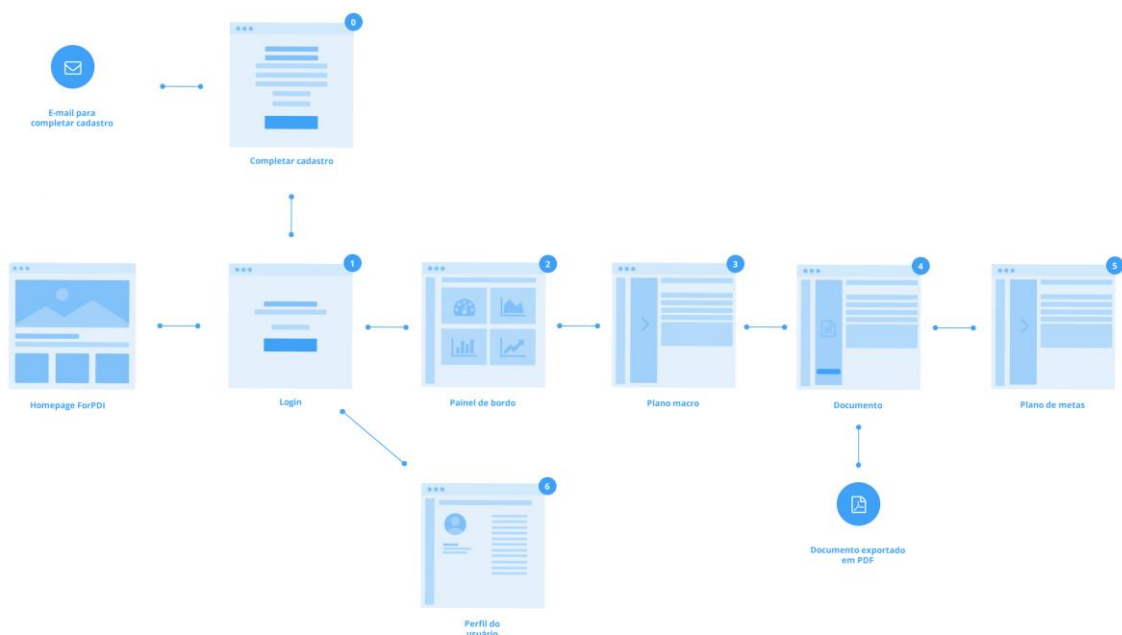 0
E-mail para
completar cadastro
Completar cadastro
1
2
3
4
5
Homepage ForPDI
Login
Painel de bordo
Plano macro
Documento
Plano de metas
6
Documento exportado
em PDF
Perfil do
usuário